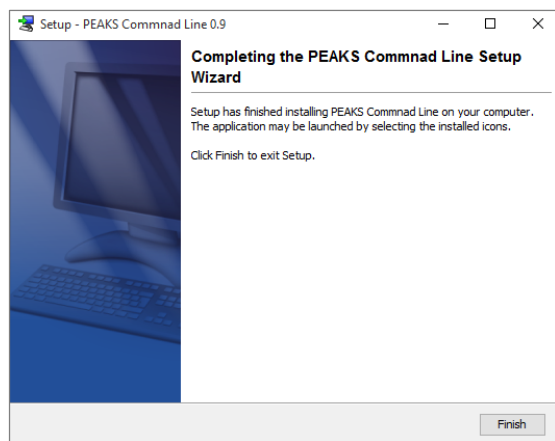 Setup - PEAKS Commnad Line 0.9
Completing the PEAKS Commnad Line Setup
Wizard
Setup has finished installing PEAKS Commnad Line on your computer.
The application may be launched by selecting the installed icons.
Click Finish to exit Setup.
Finish